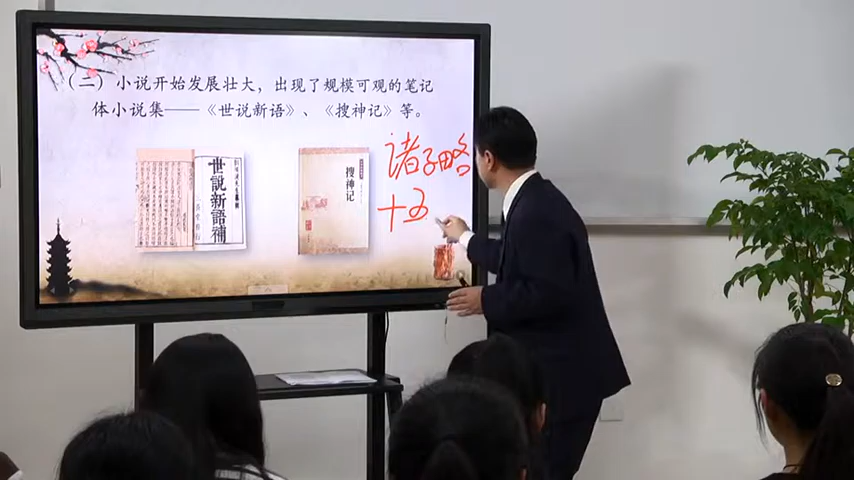 (二) 小说开始发展壮大，出现了规模可观的笔记
体小说集——《世说新语》、《搜神记》等。
世說新語補
搜神记
诸子略
十五